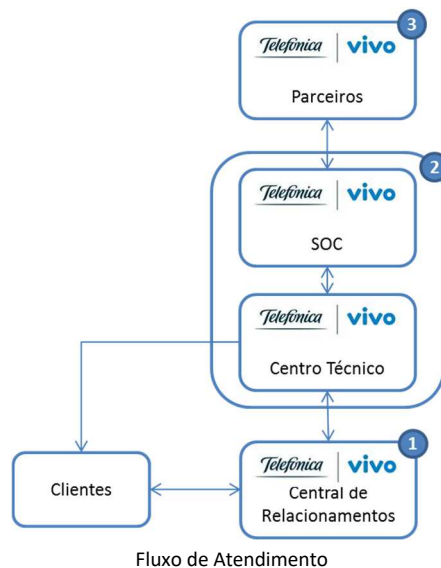 3
Telefónica vivo
Parceiros
2
Telefónica vivo
SOC
Telefónica vivo
Centro Técnico
1
Telefónica vivo
Clientes
Central de
Relacionamentos
Fluxo de Atendimento